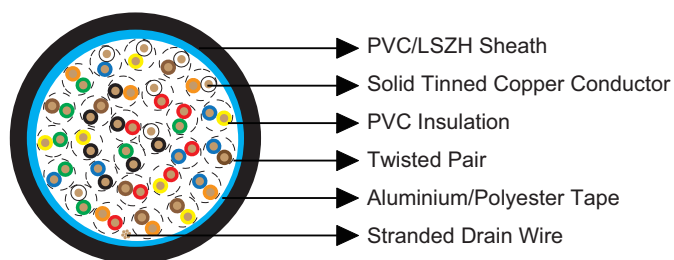 PVC/LSZH Sheath
Solid Tinned Copper Conductor
PVC Insulation
Twisted Pair
Aluminium/Polyester Tape
Stranded Drain Wire